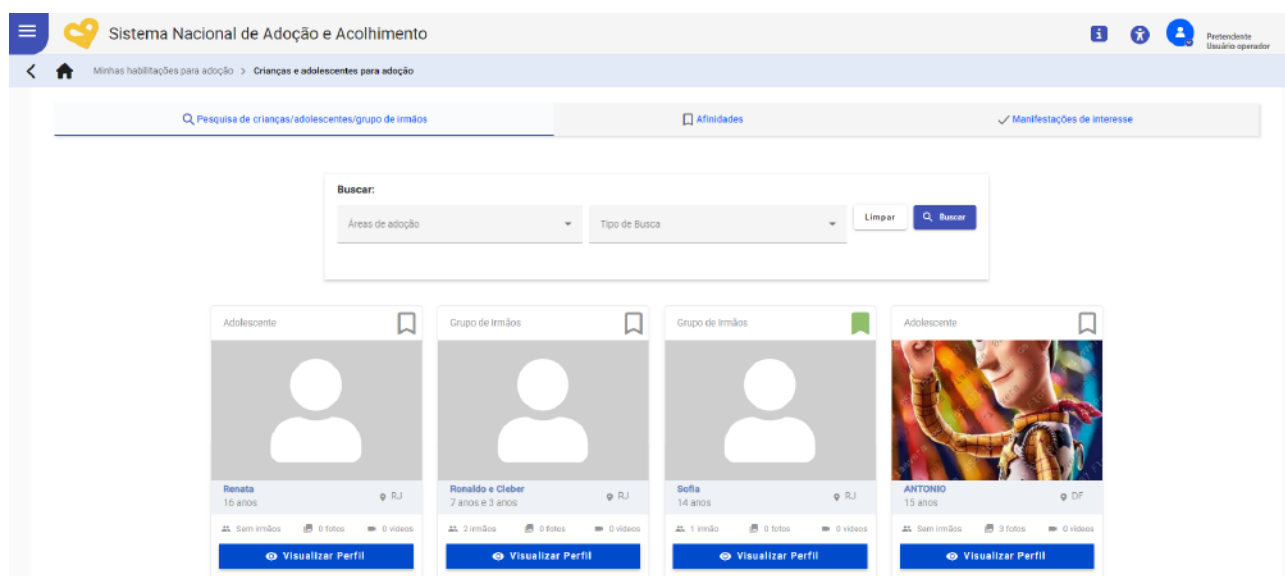 Sistema Nacional de Adoção e Acolhimento
Pretendente
Usuário operador
Minhas habilitações para adoção > Crianças e adolescentes para adoção
Pesquisa de crianças/adolescentes/grupo de irmãos
Afinidades
Manifestações de interesse
Buscar:
Áreas de adoção
Tipo de Busca
Limpar
Buscar
Adolescente
Grupo de Irmãos
Grupo de Irmãos
Adolescente
Renata
16 anos
RJ
Ronaldo e Cleber
7 anos e 3 anos
RJ
Sofia
14 anos
RJ
ANTONIO
15 anos
DF
Sem irmãos 0 fotos 0 vídeos
2 irmãos 0 fotos 0 vídeos
1 irmão 0 fotos 0 vídeos
Sem irmãos 3 fotos 0 vídeos
Visualizar Perfil
Visualizar Perfil
Visualizar Perfil
Visualizar Perfil